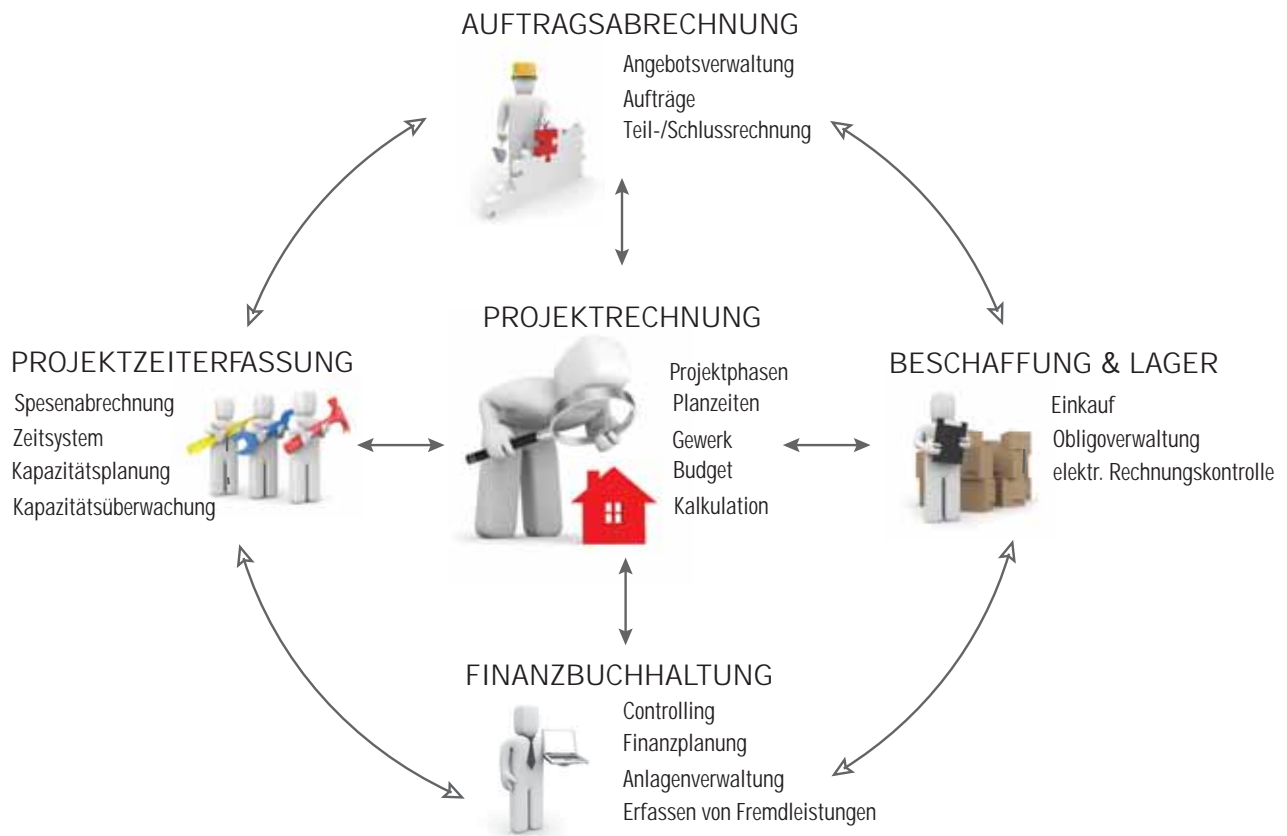 AUFTRAGSABRECHNUNG
Angebotsverwaltung
Aufträge
Teil-/Schlussrechnung
PROJEKTRECHNUNG
Projektphasen
Planzeiten
Gewerk
Budget
Kalkulation
PROJEKTZEITERFASSUNG
Spesenabrechnung
Zeitsystem
Kapazitätsplanung
Kapazitätsüberwachung
BESCHAFFUNG & LAGER
Einkauf
Obligoverwaltung
elektr. Rechnungskontrolle
FINANZBUCHHALTUNG
Controlling
Finanzplanung
Anlagenverwaltung
Erfassen von Fremdleistungen